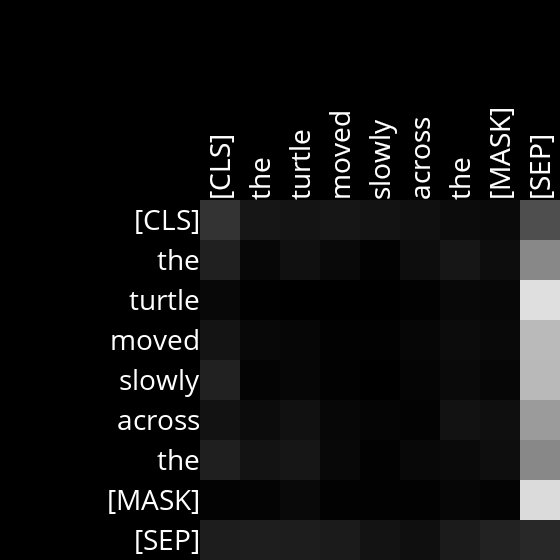 [CLS]
the
turtle
moved
slowly
across
the
[MASK]
[SEP]
[CLS]
the
turtle
moved
slowly
across
the
[MASK]
[SEP]